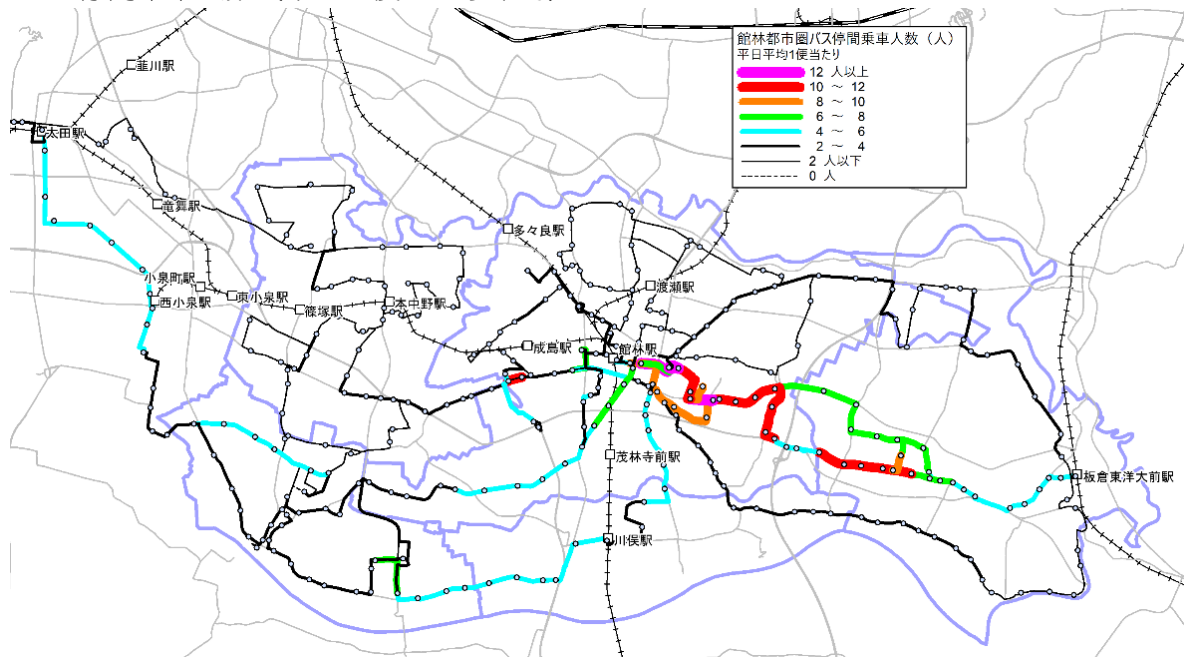 館林都市圏バス停間乗車人数（人）
平日平均1便当たり
12 人以上
10 ～ 12
8 ～ 10
6 ～ 8
4 ～ 6
2 ～ 4
2 人以下
0 人
韮川駅
太田駅
竜舞駅
多々良駅
小泉町駅
東小泉駅
西小泉駅
篠塚駅
本中野駅
渡瀬駅
成島駅
館林駅
茂林寺前駅
板倉東洋大前駅
川俣駅